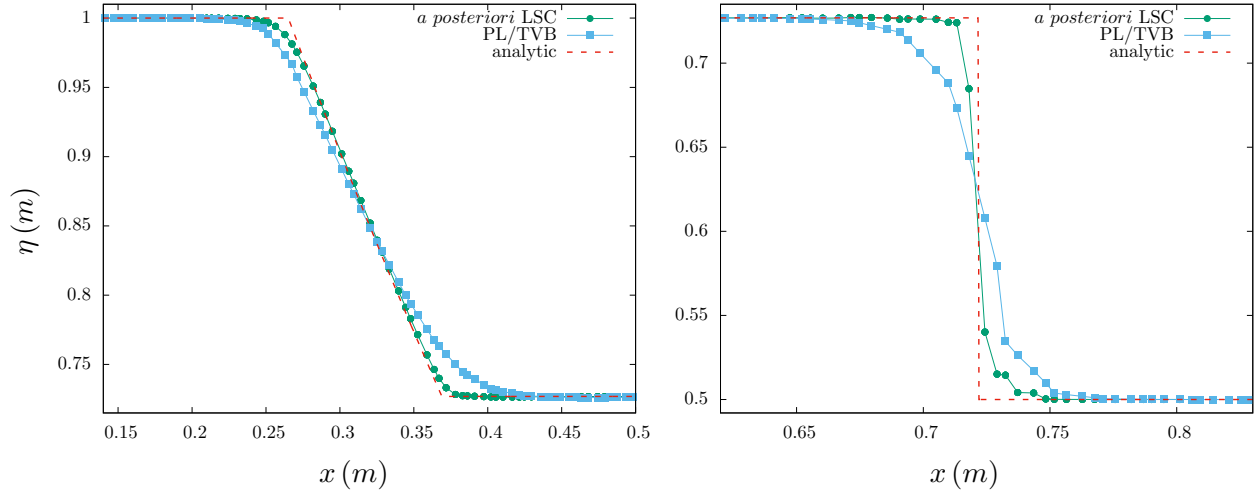 η (m)
1
0.95
0.9
0.85
0.8
0.75
0.15 0.2 0.25 0.3 0.35 0.4 0.45 0.5
x (m)
a posteriori LSC
PL/TVB
analytic
0.7
0.65
0.6
0.55
0.5
0.65 0.7 0.75 0.8
x (m)
a posteriori LSC
PL/TVB
analytic